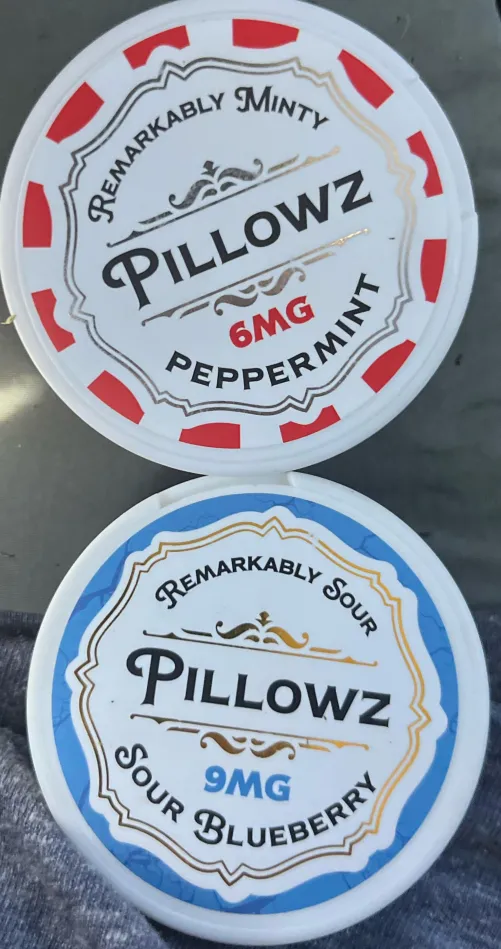 Remarkably Minty
Pillowz
6MG
PEPPERMINT
Remarkably Sour
Pillowz
9MG
Sour Blueberry